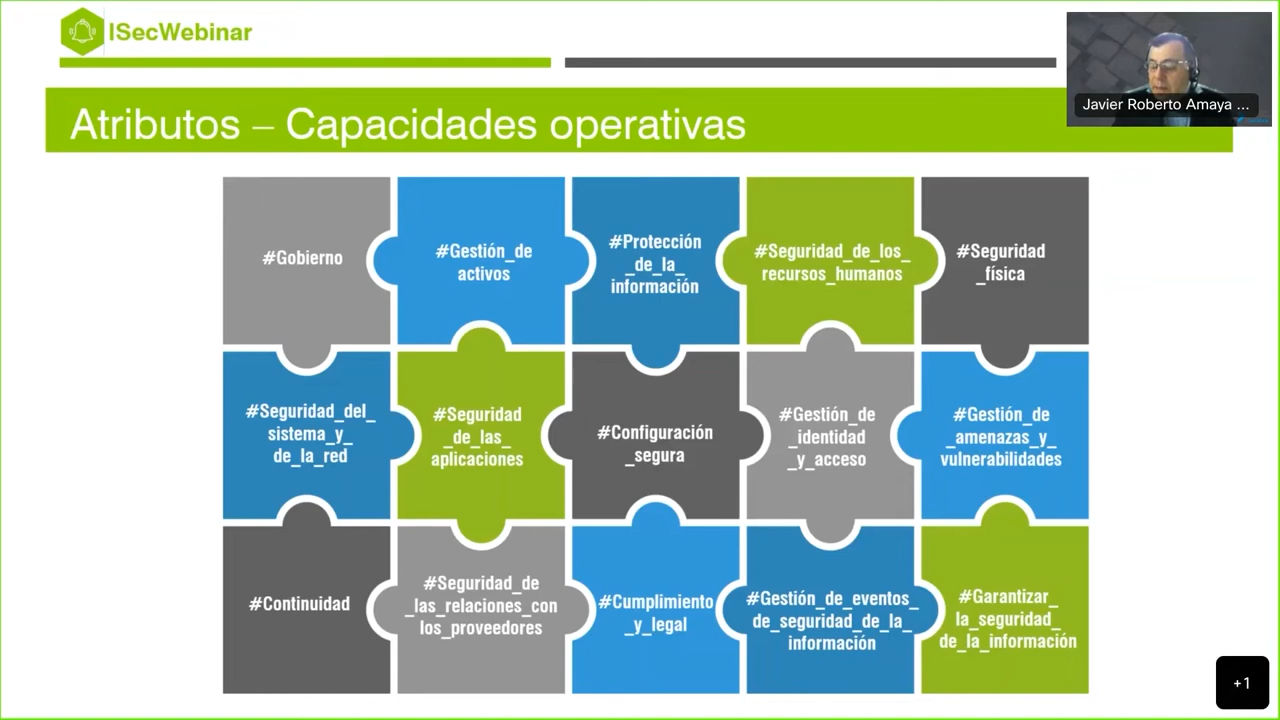 ISecWebinar
Javier Roberto Amaya ...
Atributos – Capacidades operativas
#Gobierno
#Gestión_de
activos
#Protección
_de_la_
información
#Seguridad_de_los_
recursos_humanos
#Seguridad
_física
#Seguridad_del_
sistema_y_
de_la_red
#Seguridad
_de_las_
aplicaciones
#Configuración
_segura
#Gestión_de
_identidad
_y_acceso
#Gestión_de
_amenazas_y_
vulnerabilidades
#Continuidad
#Seguridad_de
_las_relaciones_con
los_proveedores
#Cumplimiento
_y_legal
#Gestión_de_eventos_
de_seguridad_de_la_
información
#Garantizar_
la_seguridad_
de_la_información
+1